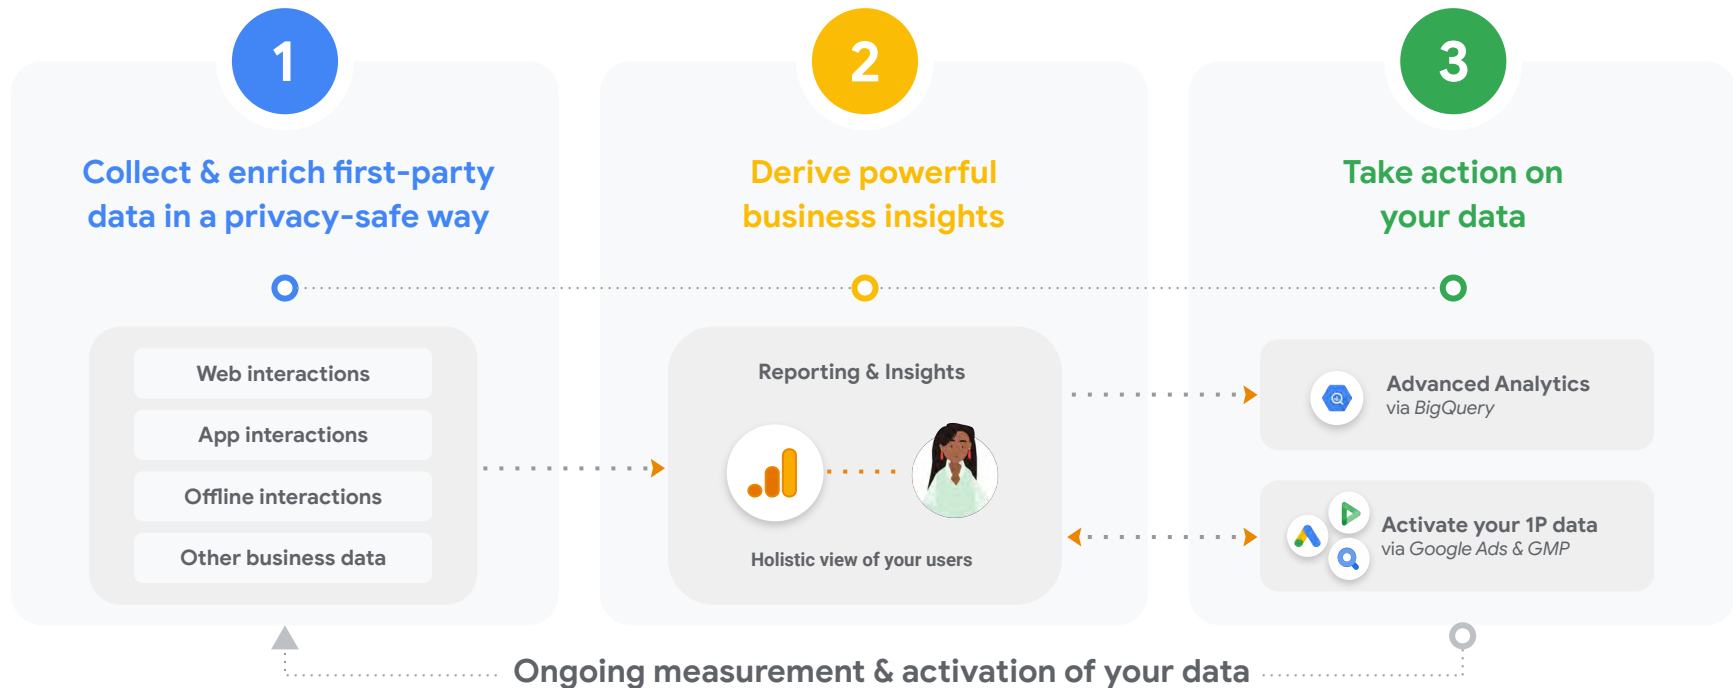 1
Collect & enrich first-party
data in a privacy-safe way
Web interactions
App interactions
Offline interactions
Other business data
2
Derive powerful
business insights
Reporting & Insights
Holistic view of your users
3
Take action on
your data
Advanced Analytics
via BigQuery
Activate your 1P data
via Google Ads & GMP
Ongoing measurement & activation of your data